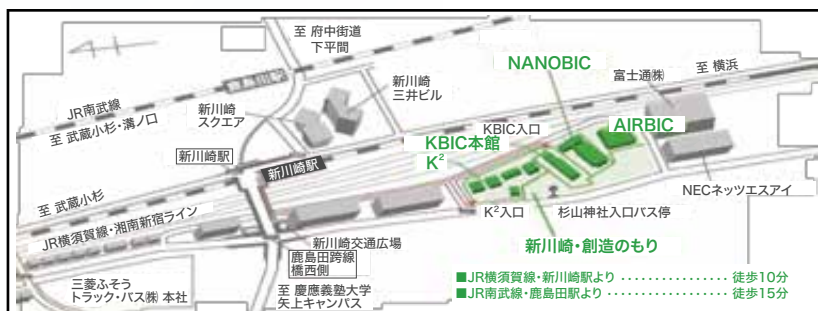 至 府中街道
下平間
NANOBIC
富士通㈱
至 横浜
鹿島田駅
新川崎
三井ビル
JR南武線
至 武蔵小杉・溝ノ口
新川崎
スクエア
KBIC入口
AIRBIC
KBIC本館
K²
新川崎駅
新川崎駅
NECネッツエスアイ
至 武蔵小杉
K²入口
杉山神社入口バス停
JR横須賀線・湘南新宿ライン
新川崎交通広場
新川崎・創造のもり
鹿島田跨線
橋西側
三菱ふそう
トラック・バス㈱ 本社
至 慶應義塾大学
矢上キャンパス
■JR横須賀線・新川崎駅より ‥‥‥‥‥‥‥‥ 徒歩10分
■JR南武線・鹿島田駅より ‥‥‥‥‥‥‥‥‥ 徒歩15分